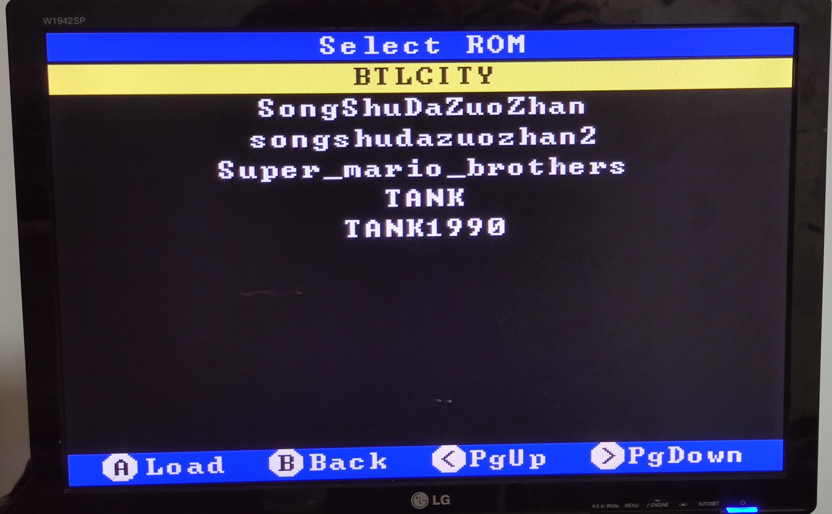 W1942SP
Select ROM
BTLCITY
SongShuDaZuoZhan
songshudazuozhan2
Super_mario_brothers
TANK
TANK1990
A Load B Back < PgUp > PgDown
LG
4:3 in Wide MENU ƒ·ENGINE AUTO/SET